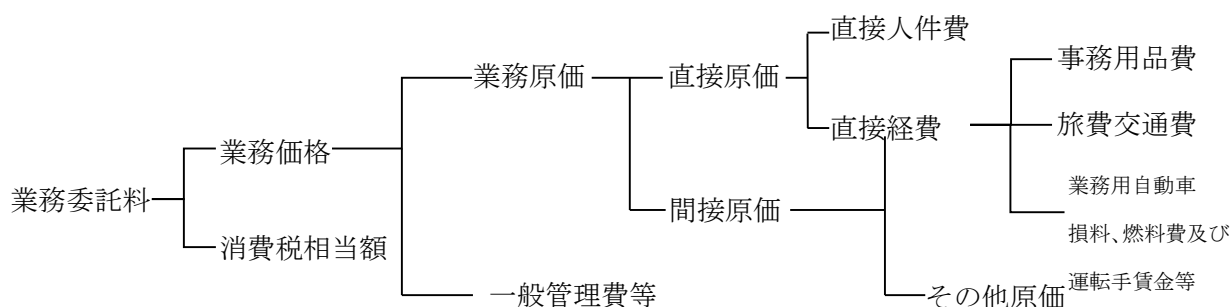 直接人件費
事務用品費
業務原価
直接原価
直接経費
旅費交通費
業務価格
業務用自動車
業務委託料
間接原価
損料、燃料費及び
消費税相当額
運転手賃金等
一般管理費等
その他原価